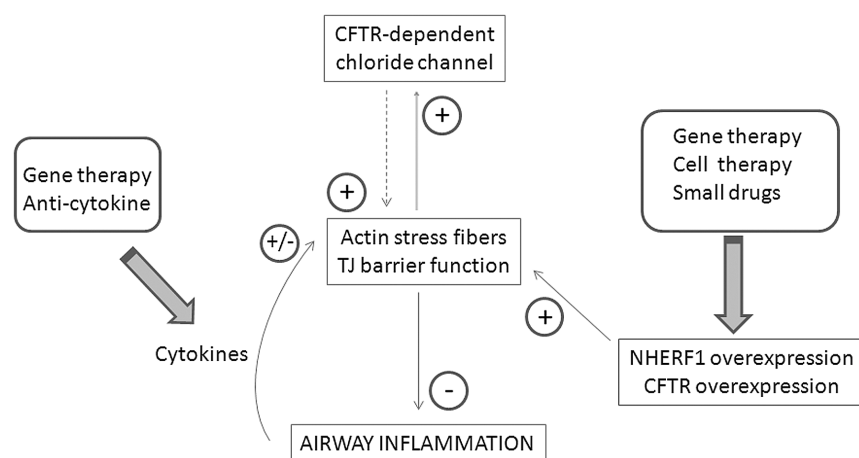 CFTR-dependent
chloride channel
+
+
Gene therapy
Anti-cytokine
Gene therapy
Cell therapy
Small drugs
+/-
Actin stress fibers
TJ barrier function
+
Cytokines
NHERF1 overexpression
CFTR overexpression
-
AIRWAY INFLAMMATION